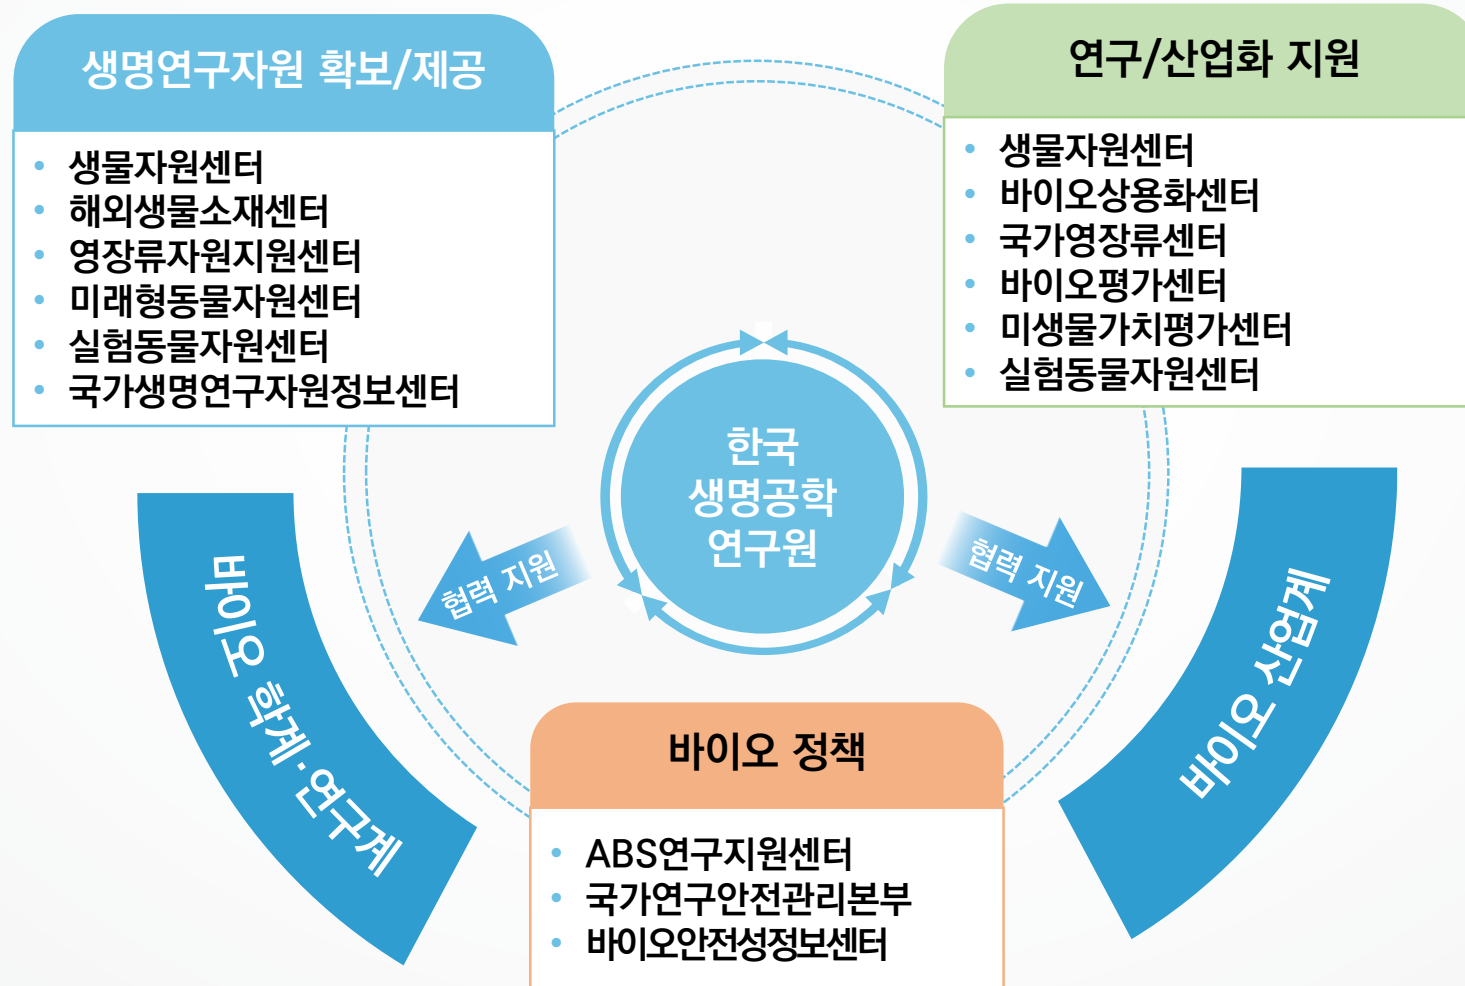 생명연구자원 확보/제공
• 생물자원센터
• 해외생물소재센터
• 영장류자원지원센터
• 미래형동물자원센터
• 실험동물자원센터
• 국가생명연구자원정보센터
연구/산업화 지원
• 생물자원센터
• 바이오상용화센터
• 국가영장류센터
• 바이오평가센터
• 미생물가치평가센터
• 실험동물자원센터
한국
생명공학
연구원
협력 지원
협력 지원
바이오 학계·연구계
바이오 산업계
바이오 정책
• ABS연구지원센터
• 국가연구안전관리본부
• 바이오안전성정보센터